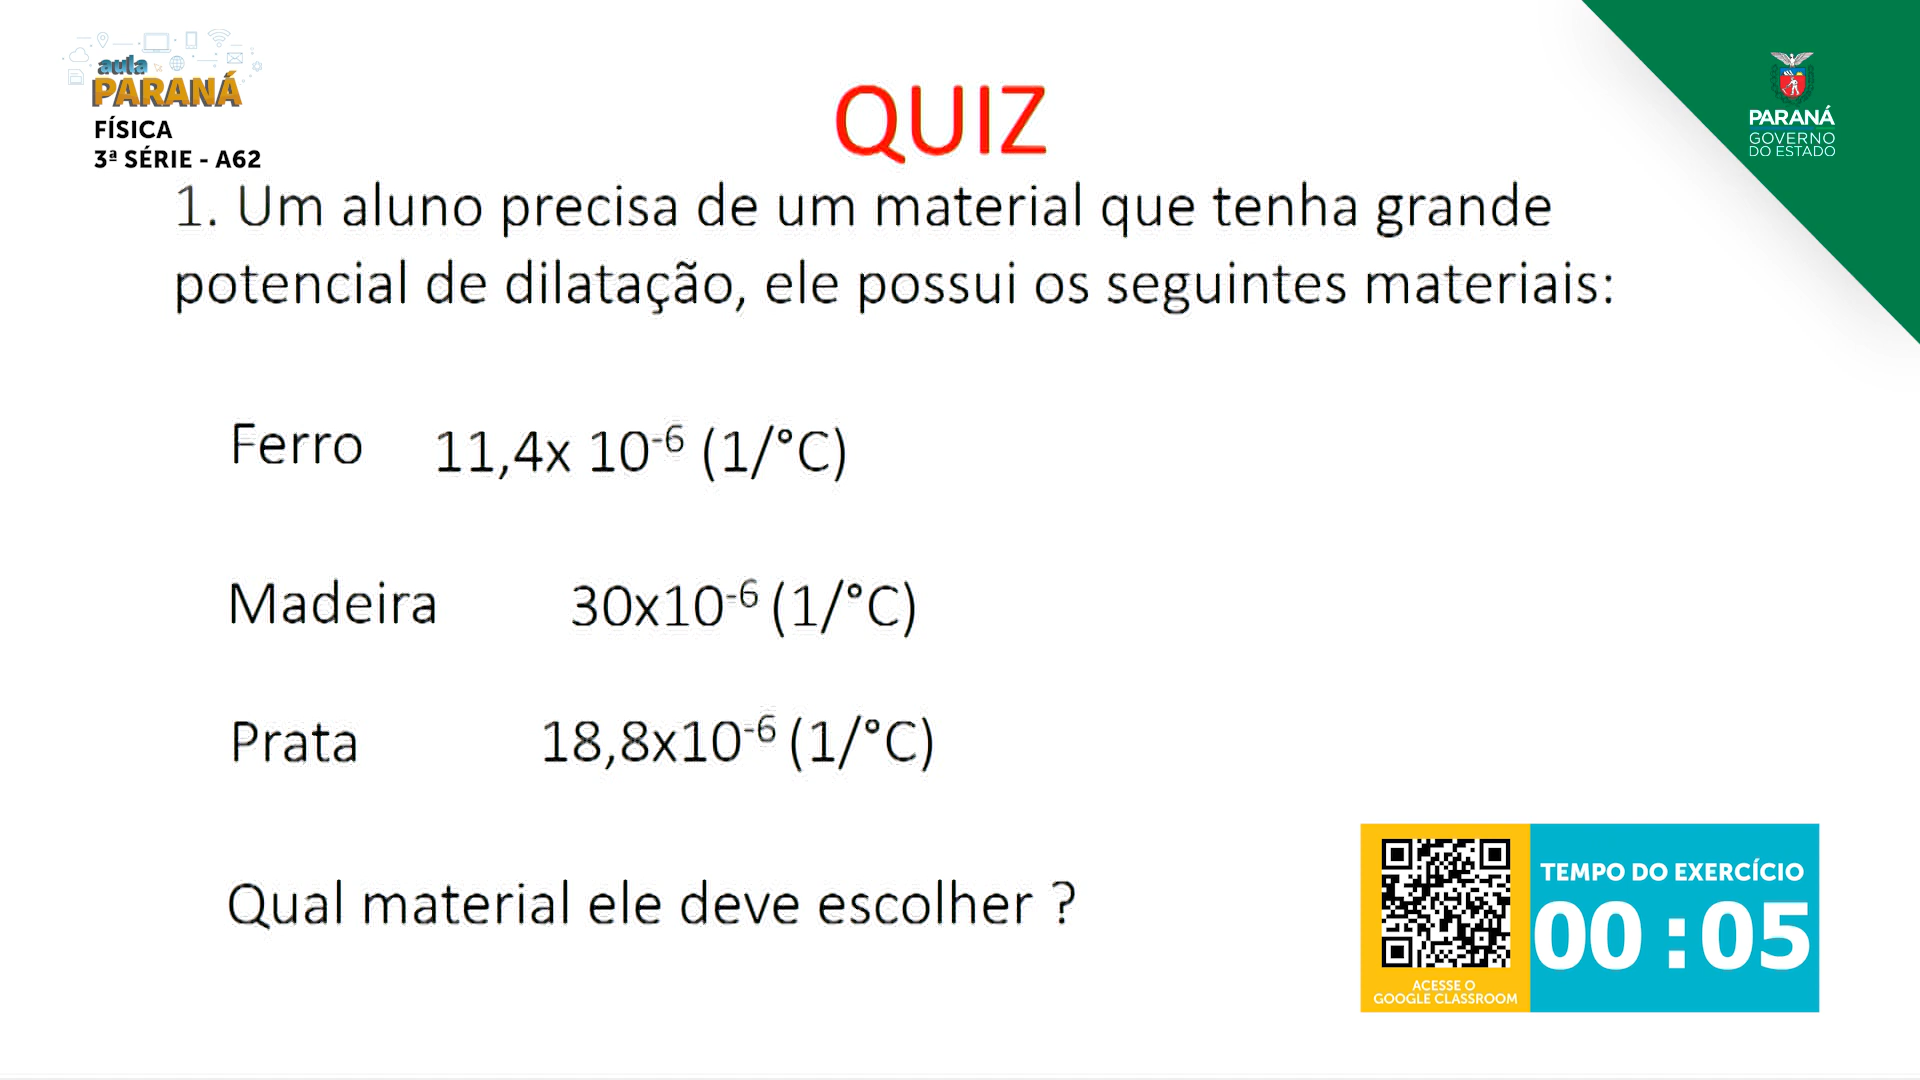 aula
PARANÁ
FÍSICA
3ª SÉRIE - A62
QUIZ
PARANÁ
GOVERNO
DO ESTADO
1. Um aluno precisa de um material que tenha grande
potencial de dilatação, ele possui os seguintes materiais:
Ferro 11,4x 10⁻⁶ (1/°C)
Madeira 30x10⁻⁶ (1/°C)
Prata 18,8x10⁻⁶ (1/°C)
Qual material ele deve escolher ?
TEMPO DO EXERCÍCIO
00 :05
ACESSE O
GOOGLE CLASSROOM